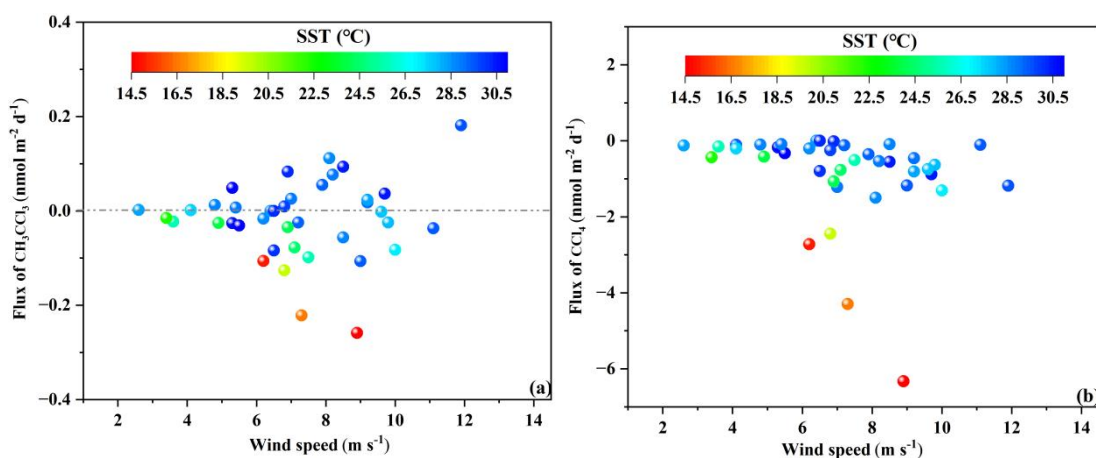 SST (℃)
14.5 16.5 18.5 20.5 22.5 24.5 26.5 28.5 30.5
0.4
0.2
0.0
−0.2
−0.4
Flux of CH₃CCl₃ (nmol m⁻² d⁻¹)
2 4 6 8 10 12 14
Wind speed (m s⁻¹)
(a)
SST (℃)
14.5 16.5 18.5 20.5 22.5 24.5 26.5 28.5 30.5
2
0
−2
−4
−6
Flux of CCl₄ (nmol m⁻² d⁻¹)
2 4 6 8 10 12 14
Wind speed (m s⁻¹)
(b)